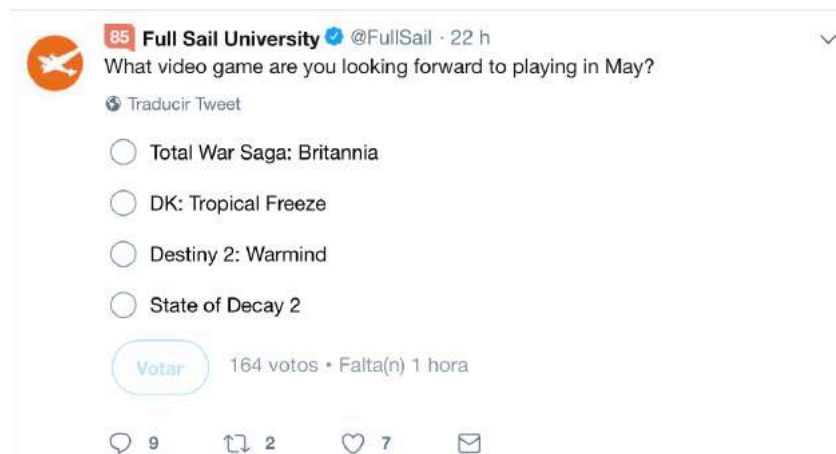 85 Full Sail University @FullSail · 22 h
What video game are you looking forward to playing in May?
Traducir Tweet
Total War Saga: Britannia
DK: Tropical Freeze
Destiny 2: Warmind
State of Decay 2
Votar 164 votos • Falta(n) 1 hora
9 2 7